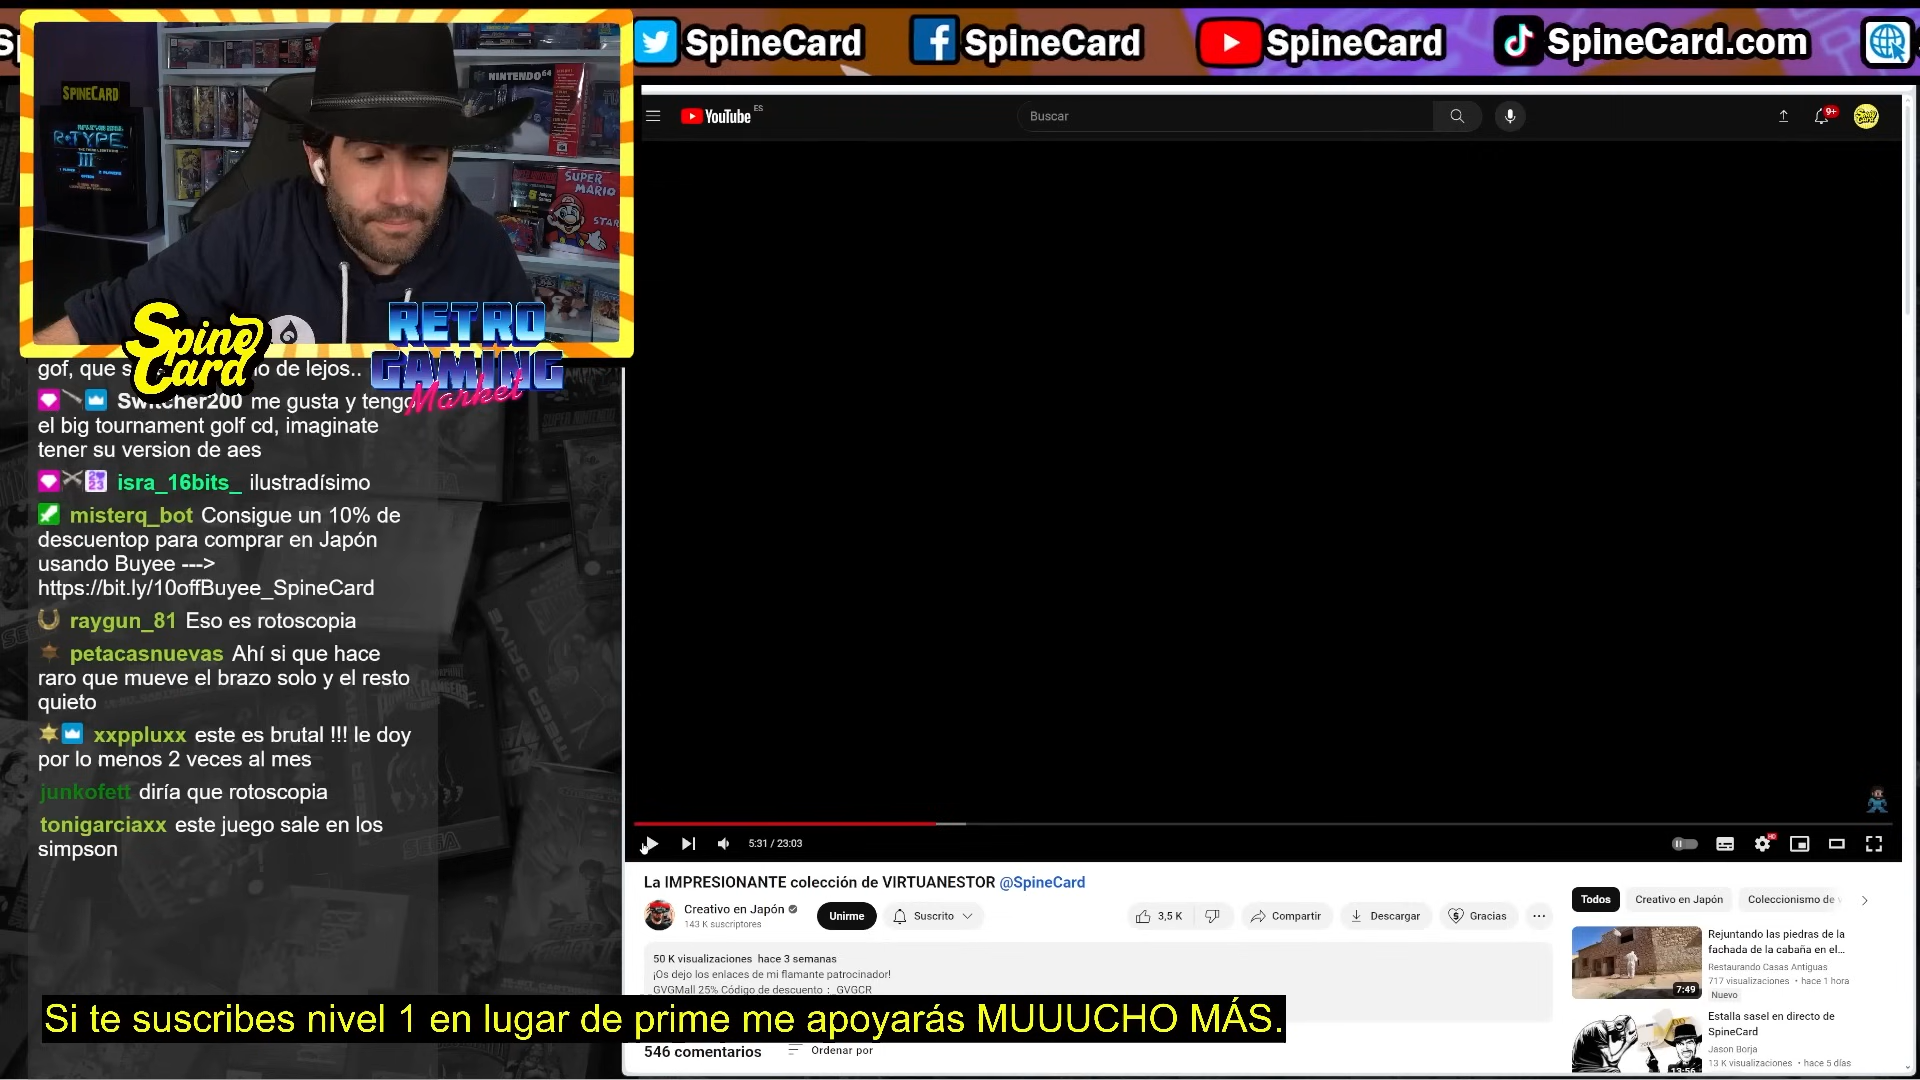 SpineCard
SpineCard
SpineCard
SpineCard.com
SPINECARD
R-TYPE
III
NINTENDO 64
SUPER
MARIO
STAR
Spine
Card
RETRO
GAMING
Market
gof, que s
o de lejos..
Switcher200 me gusta y tengo
el big tournament golf cd, imaginate
tener su version de aes
isra_16bits_ ilustradísimo
misterq_bot Consigue un 10% de
descuentop para comprar en Japón
usando Buyee --->
https://bit.ly/10offBuyee_SpineCard
raygun_81 Eso es rotoscopia
petacasnuevas Ahí si que hace
raro que mueve el brazo solo y el resto
quieto
xxppluxx este es brutal !!! le doy
por lo menos 2 veces al mes
junkofett diría que rotoscopia
tonigarciaxx este juego sale en los
simpson
YouTube ES
Buscar
9+
5:31 / 23:03
La IMPRESIONANTE colección de VIRTUANESTOR @SpineCard
Creativo en Japón
143 K suscriptores
Unirme
Suscrito
3,5 K
Compartir
Descargar
Gracias
50 K visualizaciones hace 3 semanas
¡Os dejo los enlaces de mi flamante patrocinador!
GVGMall 25% Código de descuento : GVGCR
Si te suscribes nivel 1 en lugar de prime me apoyarás MUUUCHO MÁS.
546 comentarios
Ordenar por
Todos
Creativo en Japón
Coleccionismo de
Rejuntando las piedras de la
fachada de la cabaña en el...
Restaurando Casas Antiguas
717 visualizaciones • hace 1 hora
Nuevo
7:49
Estalla sasel en directo de
SpineCard
Jason Borja
13 K visualizaciones • hace 5 días
13:56